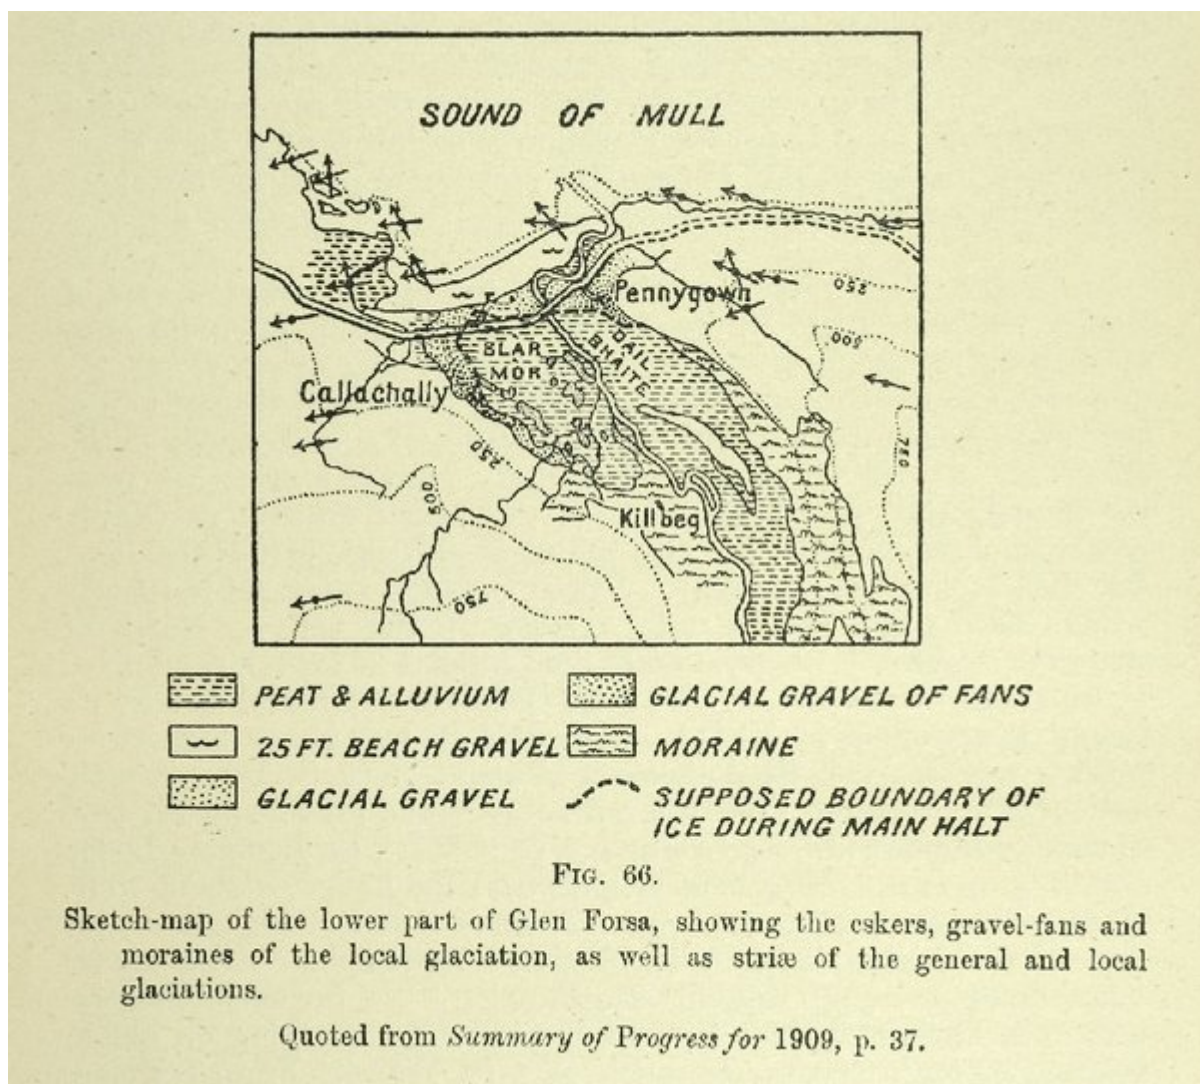 SOUND OF MULL
250
Pennygown
500
BLAR
MOR
DAIL
BHAITE
Callachally
250
750
500
Killbeg
750
PEAT & ALLUVIUM
GLACIAL GRAVEL OF FANS
25 FT. BEACH GRAVEL
MORAINE
GLACIAL GRAVEL
SUPPOSED BOUNDARY OF
ICE DURING MAIN HALT
FIG. 66.
Sketch-map of the lower part of Glen Forsa, showing the eskers, gravel-fans and
moraines of the local glaciation, as well as striæ of the general and local
glaciations.
Quoted from Summary of Progress for 1909, p. 37.